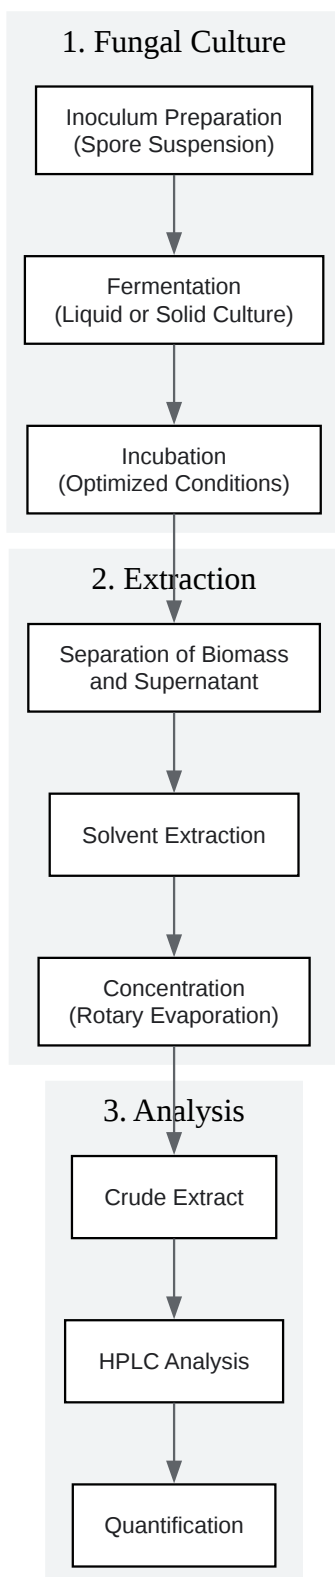 1. Fungal Culture
Inoculum Preparation
(Spore Suspension)
Fermentation
(Liquid or Solid Culture)
Incubation
(Optimized Conditions)
2. Extraction
Separation of Biomass
and Supernatant
Solvent Extraction
Concentration
(Rotary Evaporation)
3. Analysis
Crude Extract
HPLC Analysis
Quantification